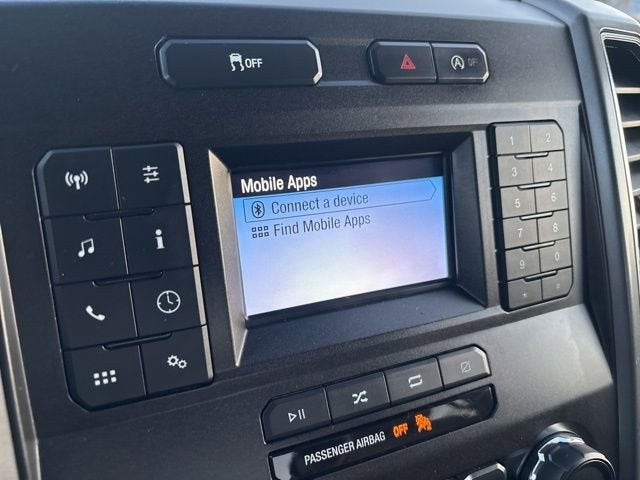 OFF
OFF
Mobile Apps
Connect a device
Find Mobile Apps
1 2
3 4
5 6
7 8
9 0
* #
PASSENGER AIRBAG OFF